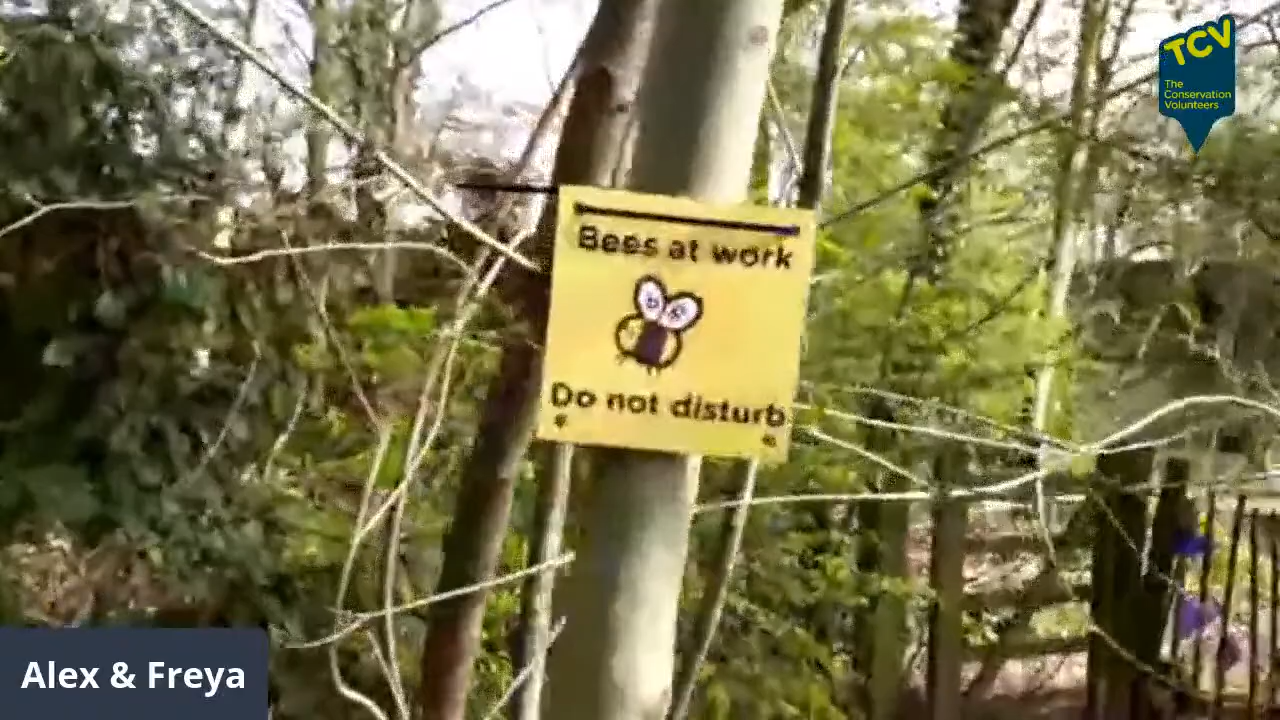 TCV
The
Conservation
Volunteers
Bees at work
Do not disturb
Alex & Freya